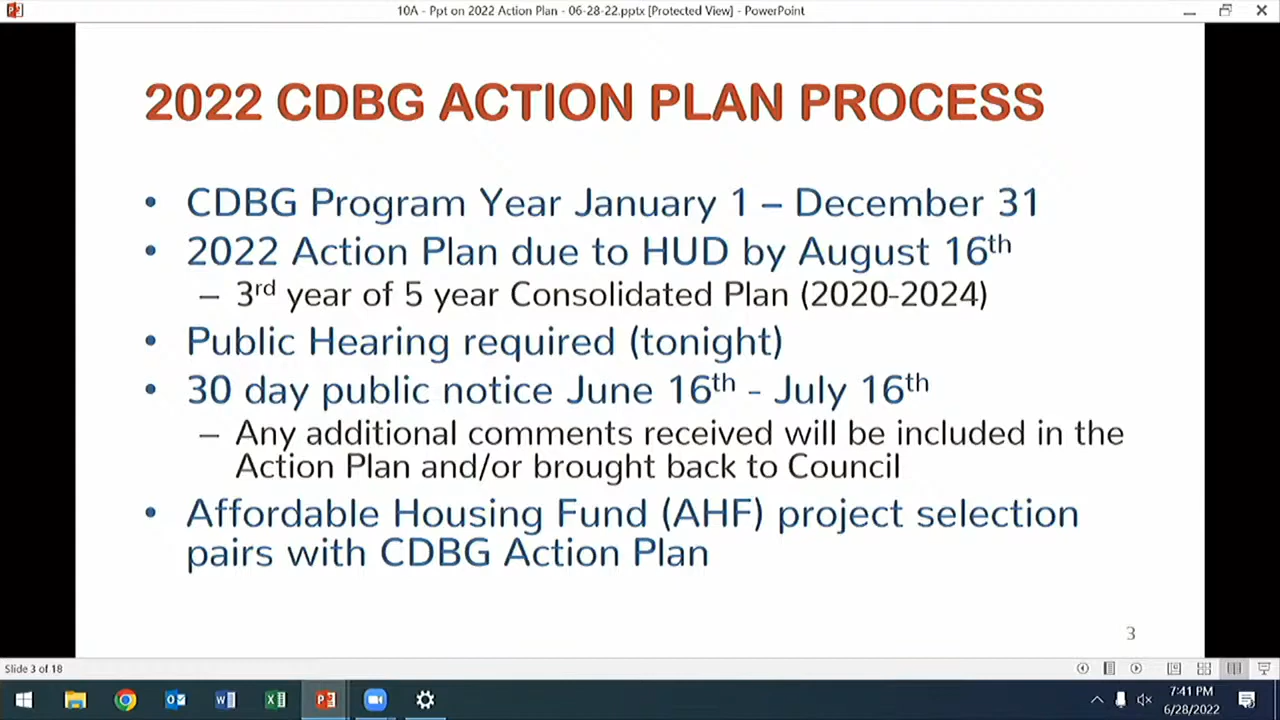 10A - Ppt on 2022 Action Plan - 06-28-22.pptx [Protected View] - PowerPoint
2022 CDBG ACTION PLAN PROCESS
• CDBG Program Year January 1 – December 31
• 2022 Action Plan due to HUD by August 16th
– 3rd year of 5 year Consolidated Plan (2020-2024)
• Public Hearing required (tonight)
• 30 day public notice June 16th - July 16th
– Any additional comments received will be included in the
Action Plan and/or brought back to Council
• Affordable Housing Fund (AHF) project selection
pairs with CDBG Action Plan
3
Slide 3 of 18
7:41 PM
6/28/2022